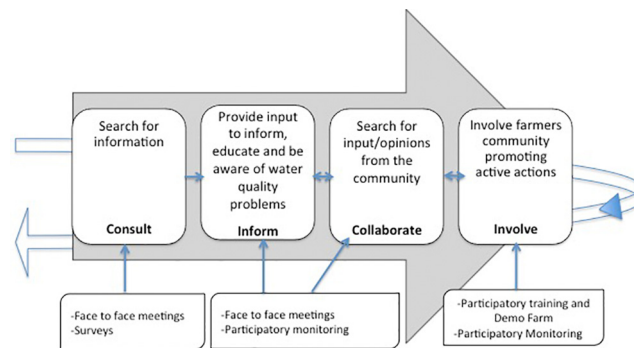 Search for
information
Consult
Provide input
to inform,
educate and be
aware of water
quality
problems
Inform
Search for
input/opinions
from the
community
Collaborate
Involve farmers
community
promoting
active actions
Involve
-Face to face meetings
-Surveys
-Face to face meetings
-Participatory monitoring
-Participatory training and
Demo Farm
-Participatory Monitoring